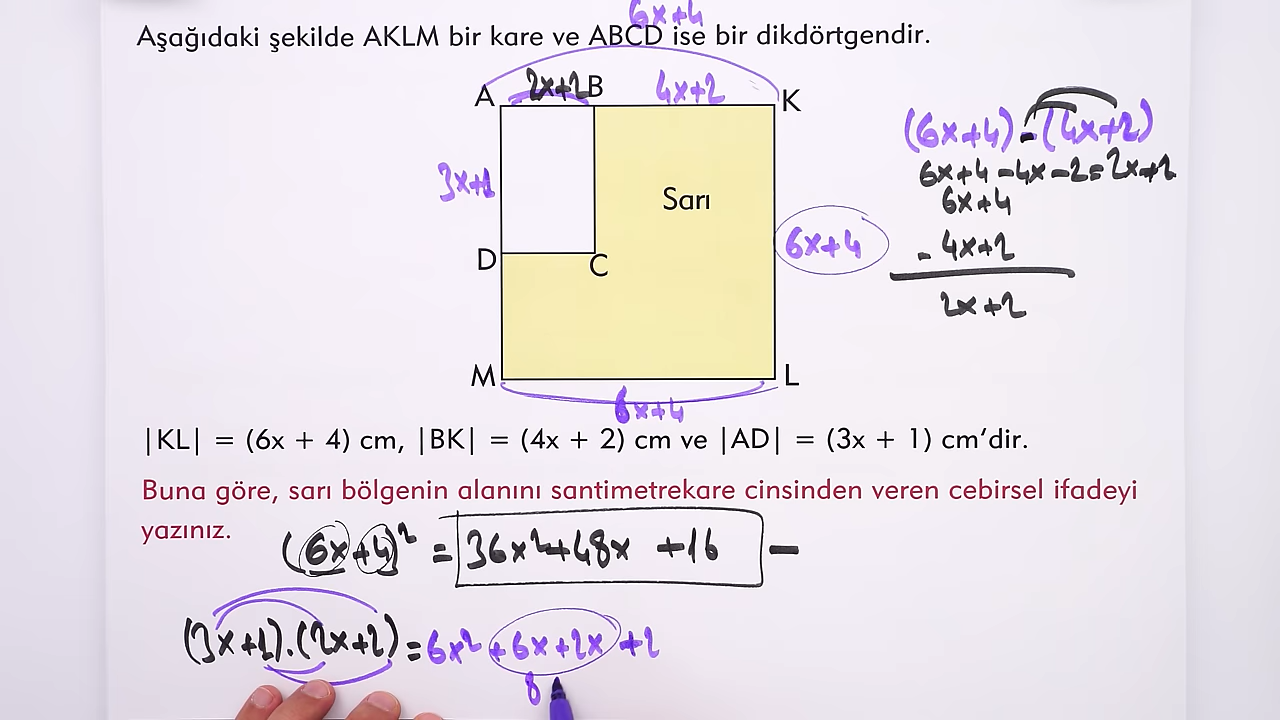 6x+4
Aşağıdaki şekilde AKLM bir kare ve ABCD ise bir dikdörtgendir.
A 2x+2 B 4x+2 K
3x+1
Sarı
D C
6x+4
M L
6x+4
(6x+4) - (4x+2)
6x+4 -4x-2=2x+2
6x+4
- 4x+2
2x+2
|KL| = (6x + 4) cm, |BK| = (4x + 2) cm ve |AD| = (3x + 1) cm'dir.
Buna göre, sarı bölgenin alanını santimetrekare cinsinden veren cebirsel ifadeyi
yazınız.
(6x+4)² = 36x²+48x +16 -
(3x+1).(2x+2)=6x² +6x+2x +2
8